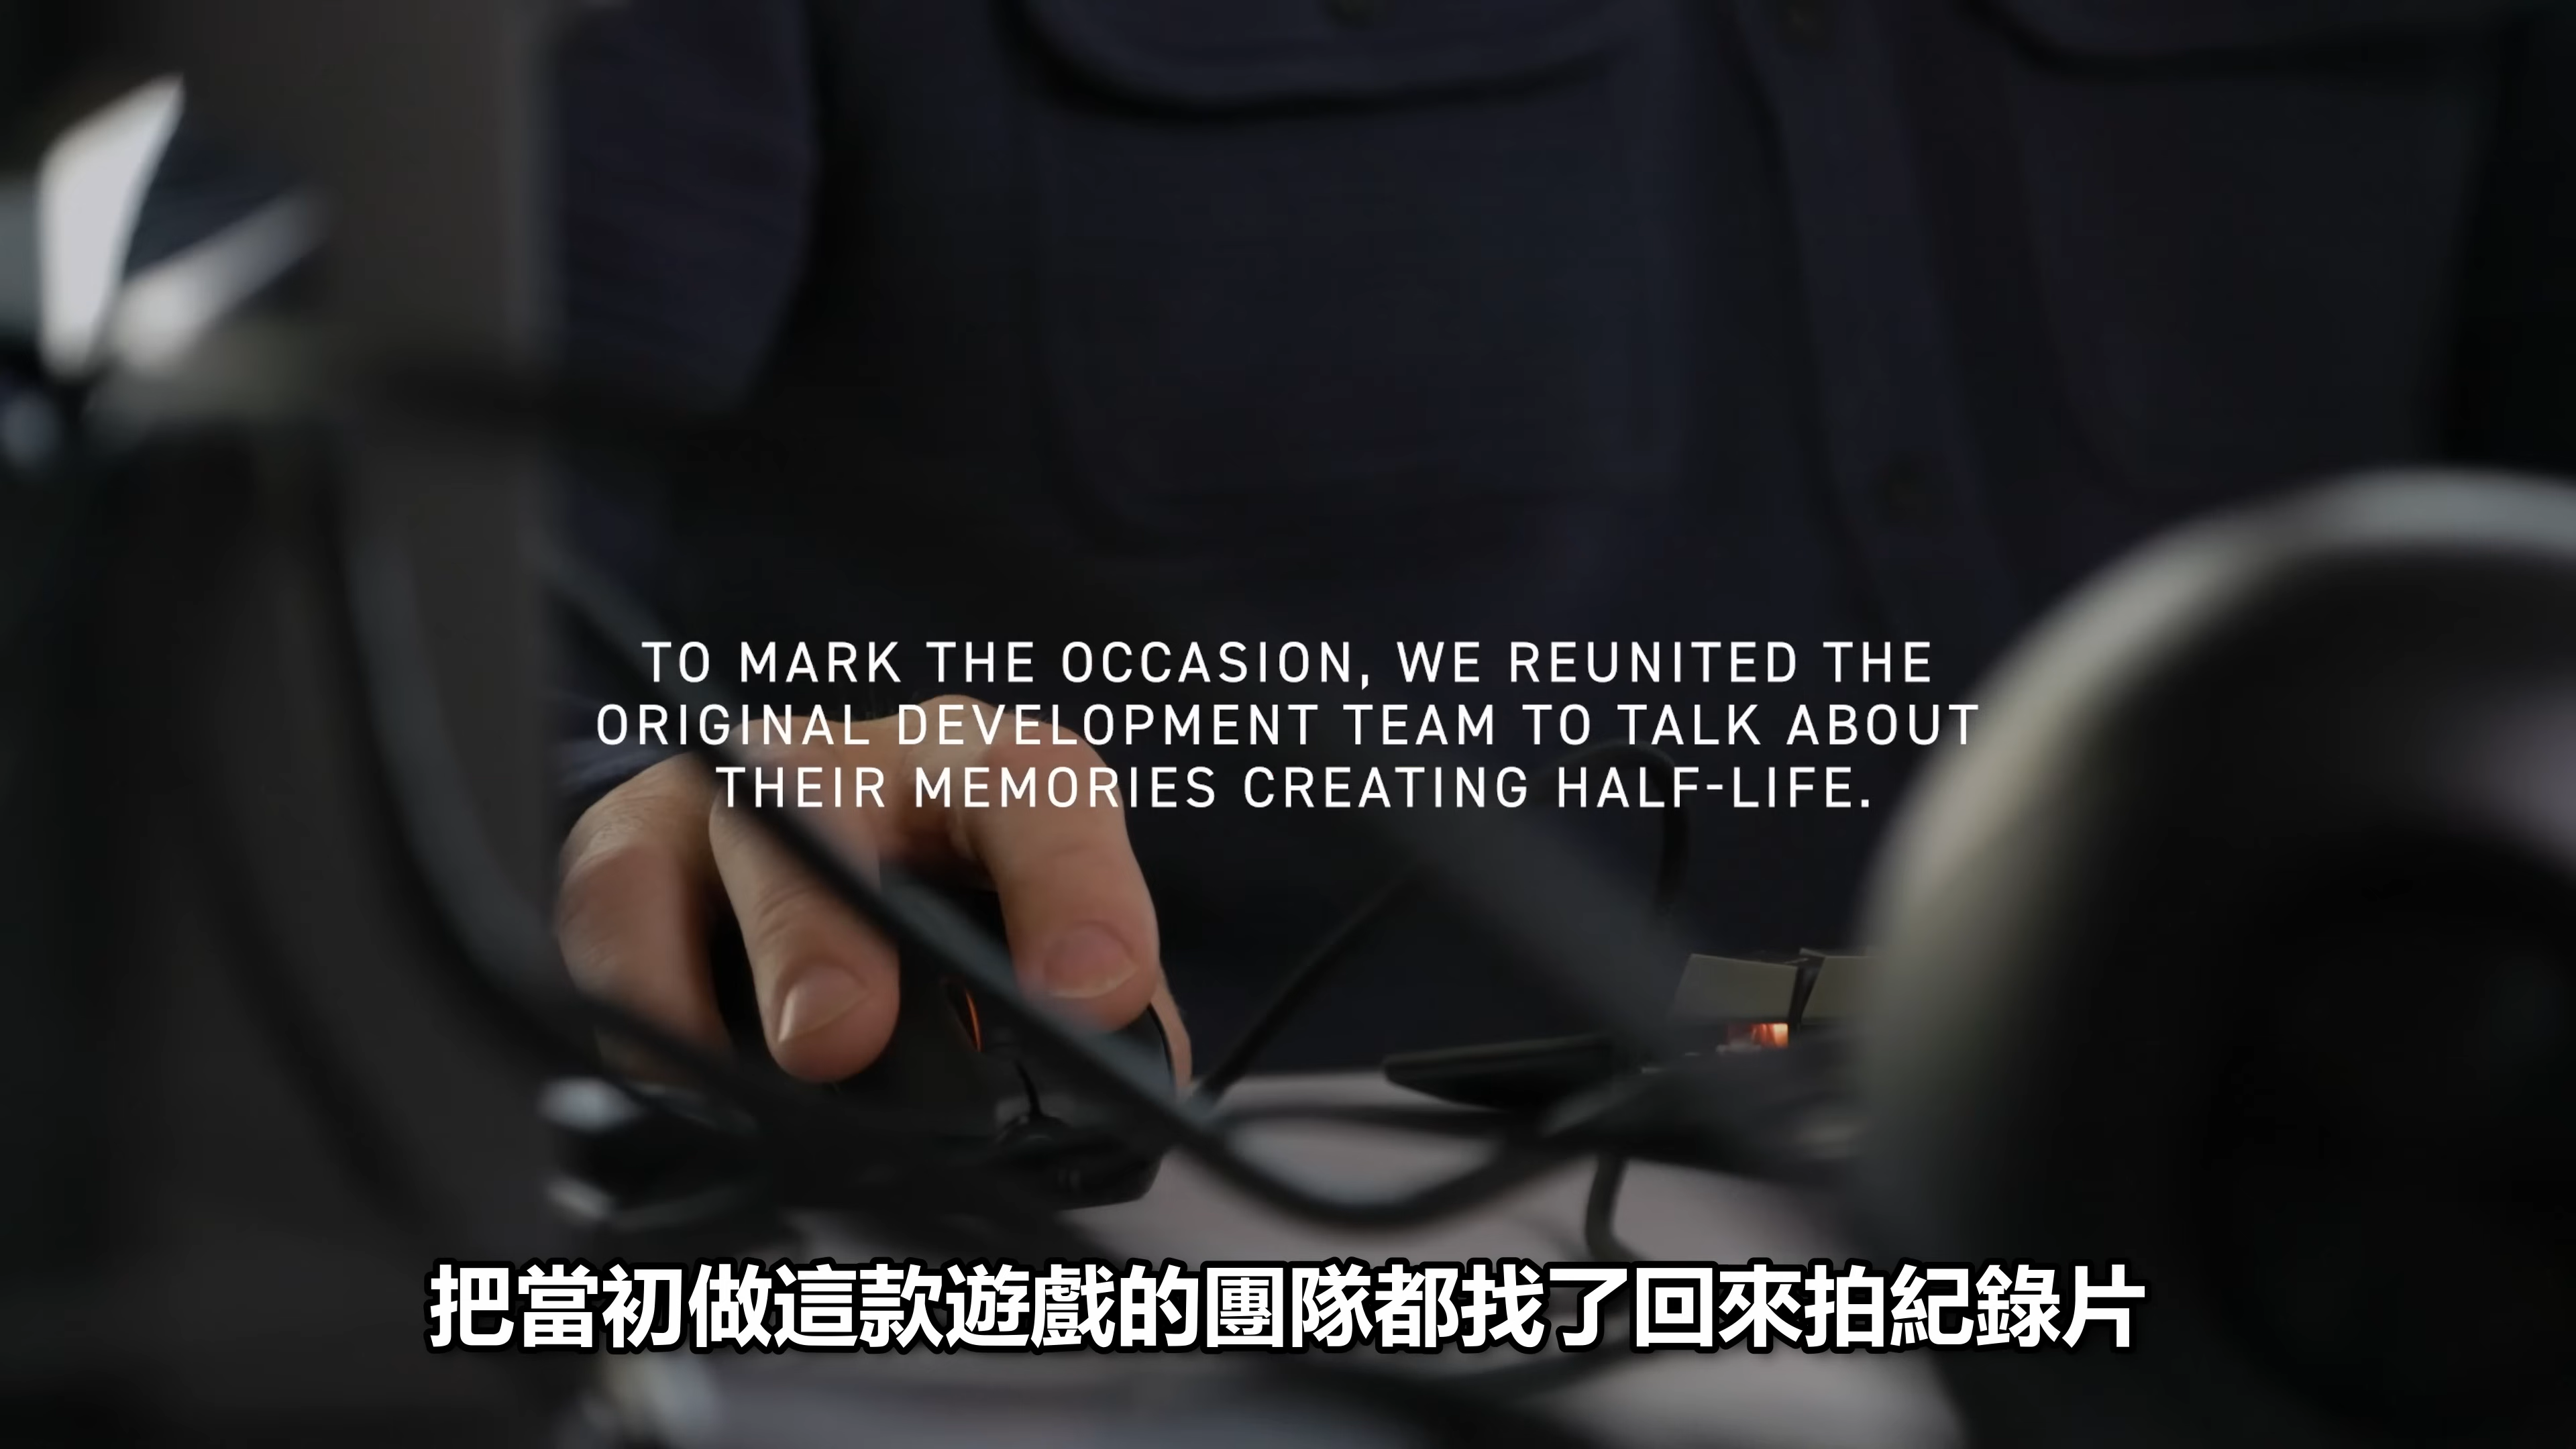 TO MARK THE OCCASION, WE REUNITED THE
ORIGINAL DEVELOPMENT TEAM TO TALK ABOUT
THEIR MEMORIES CREATING HALF-LIFE.
把當初做這款遊戲的團隊都找了回來拍紀錄片